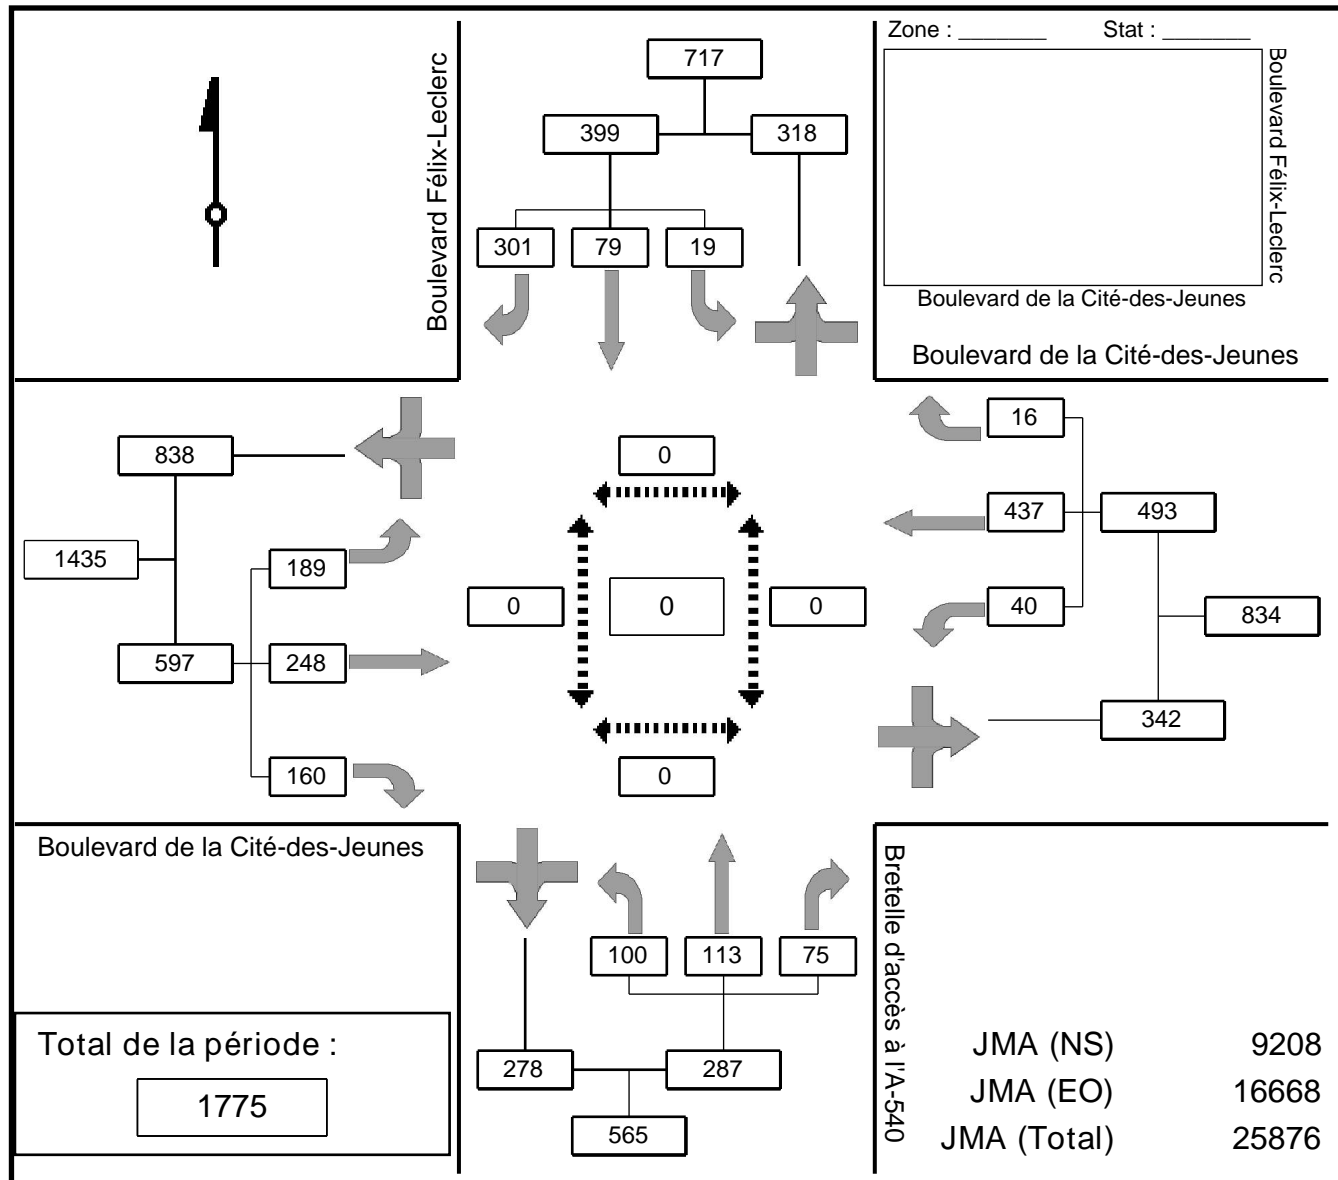 Boulevard Félix-Leclerc
717
399
318
301
79
19
Zone : _______ Stat : _______
Boulevard Félix-Leclerc
Boulevard de la Cité-des-Jeunes
Boulevard de la Cité-des-Jeunes
838
1435
189
597
248
160
0
0
0
0
0
16
437
493
40
834
342
Boulevard de la Cité-des-Jeunes
Total de la période :
1775
100
113
75
278
287
565
Bretelle d'accès à l'A-540
JMA (NS) 9208
JMA (EO) 16668
JMA (Total) 25876